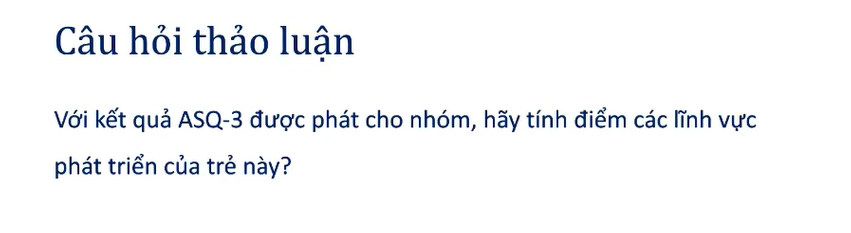 Câu hỏi thảo luận
Với kết quả ASQ-3 được phát cho nhóm, hãy tính điểm các lĩnh vực
phát triển của trẻ này?